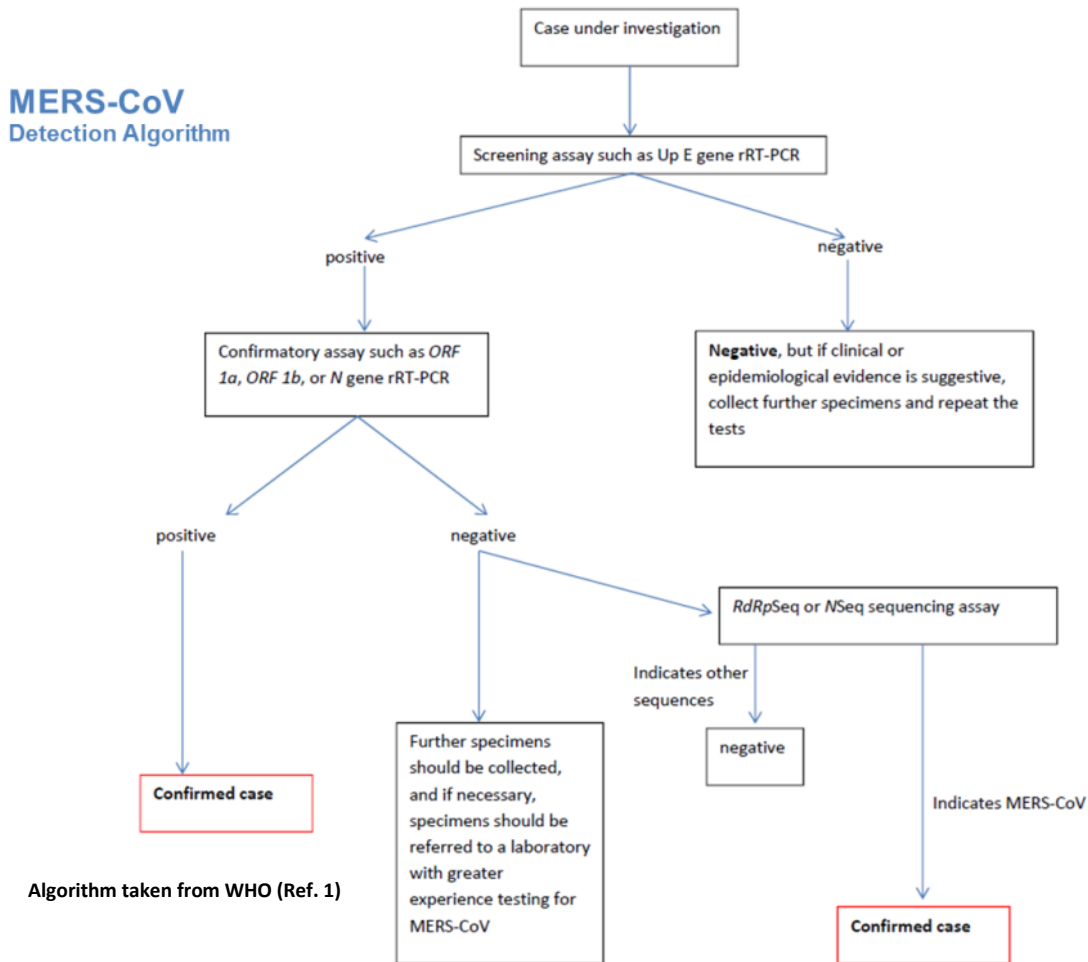 Case under investigation
MERS-CoV
Detection Algorithm
Screening assay such as Up E gene rRT-PCR
positive
negative
Confirmatory assay such as ORF
1a, ORF 1b, or N gene rRT-PCR
Negative, but if clinical or
epidemiological evidence is suggestive,
collect further specimens and repeat the
tests
positive
negative
RdRpSeq or NSeq sequencing assay
Indicates other
sequences
negative
Further specimens
should be collected,
and if necessary,
specimens should be
referred to a laboratory
with greater
experience testing for
MERS-CoV
Confirmed case
Indicates MERS-CoV
Algorithm taken from WHO (Ref. 1)
Confirmed case